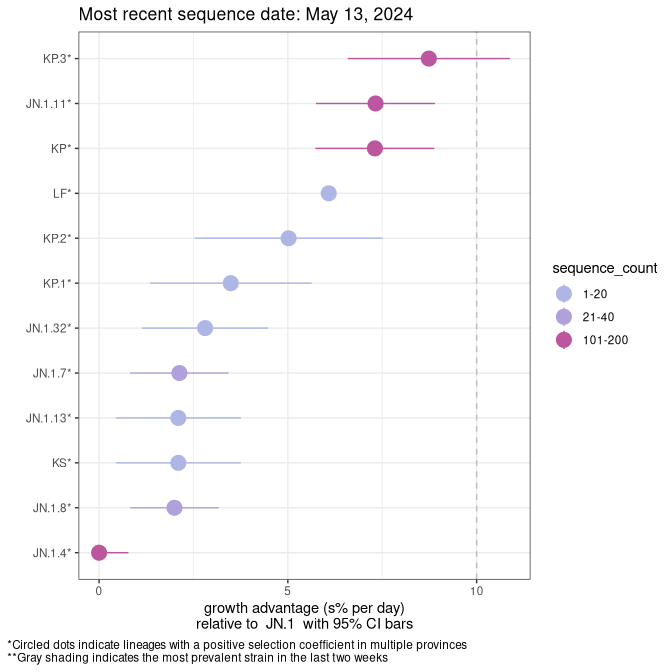 Most recent sequence date: May 13, 2024
KP.3*
JN.1.11*
KP*
LF*
KP.2*
KP.1*
JN.1.32*
JN.1.7*
JN.1.13*
KS*
JN.1.8*
JN.1.4*
0
5
10
growth advantage (s% per day)
relative to JN.1 with 95% CI bars
sequence_count
1-20
21-40
101-200
*Circled dots indicate lineages with a positive selection coefficient in multiple provinces
**Gray shading indicates the most prevalent strain in the last two weeks